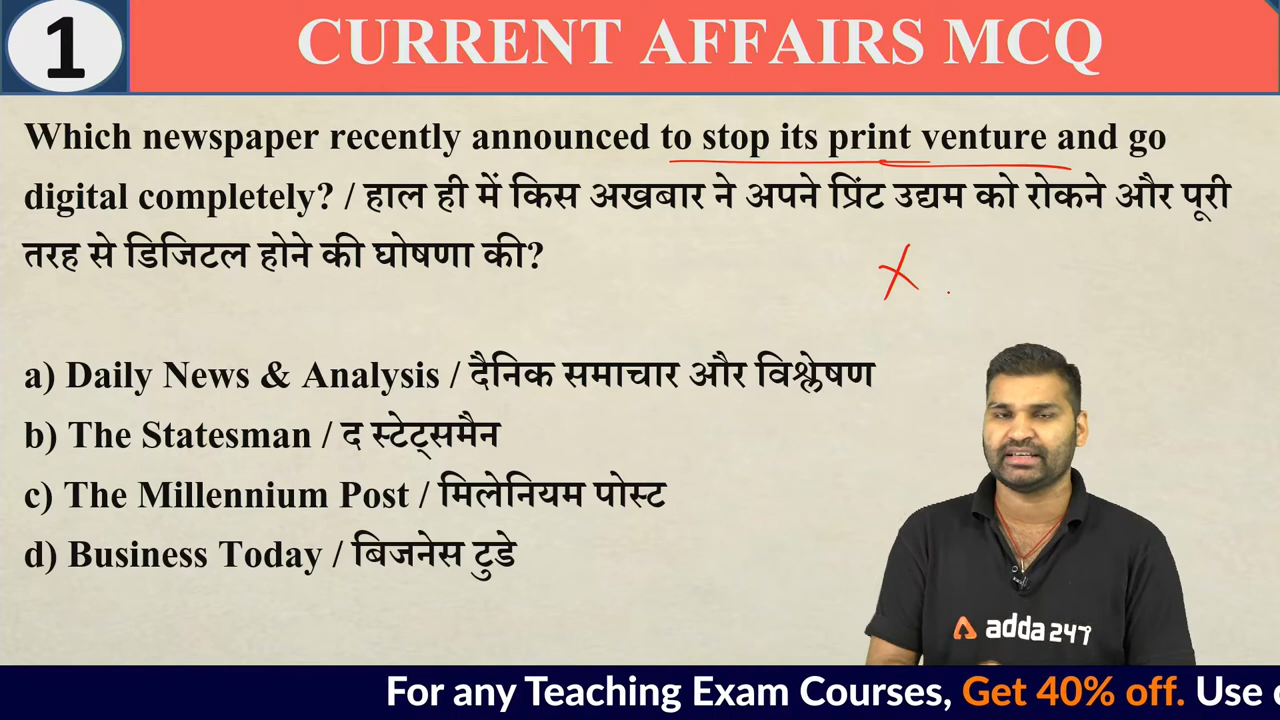 1
CURRENT AFFAIRS MCQ
Which newspaper recently announced to stop its print venture and go
digital completely? / हाल ही में किस अखबार ने अपने प्रिंट उद्यम को रोकने और पूरी
तरह से डिजिटल होने की घोषणा की?
a) Daily News & Analysis / दैनिक समाचार और विश्लेषण
b) The Statesman / द स्टेट्समैन
c) The Millennium Post / मिलेनियम पोस्ट
d) Business Today / बिजनेस टुडे
adda 247
For any Teaching Exam Courses, Get 40% off. Use